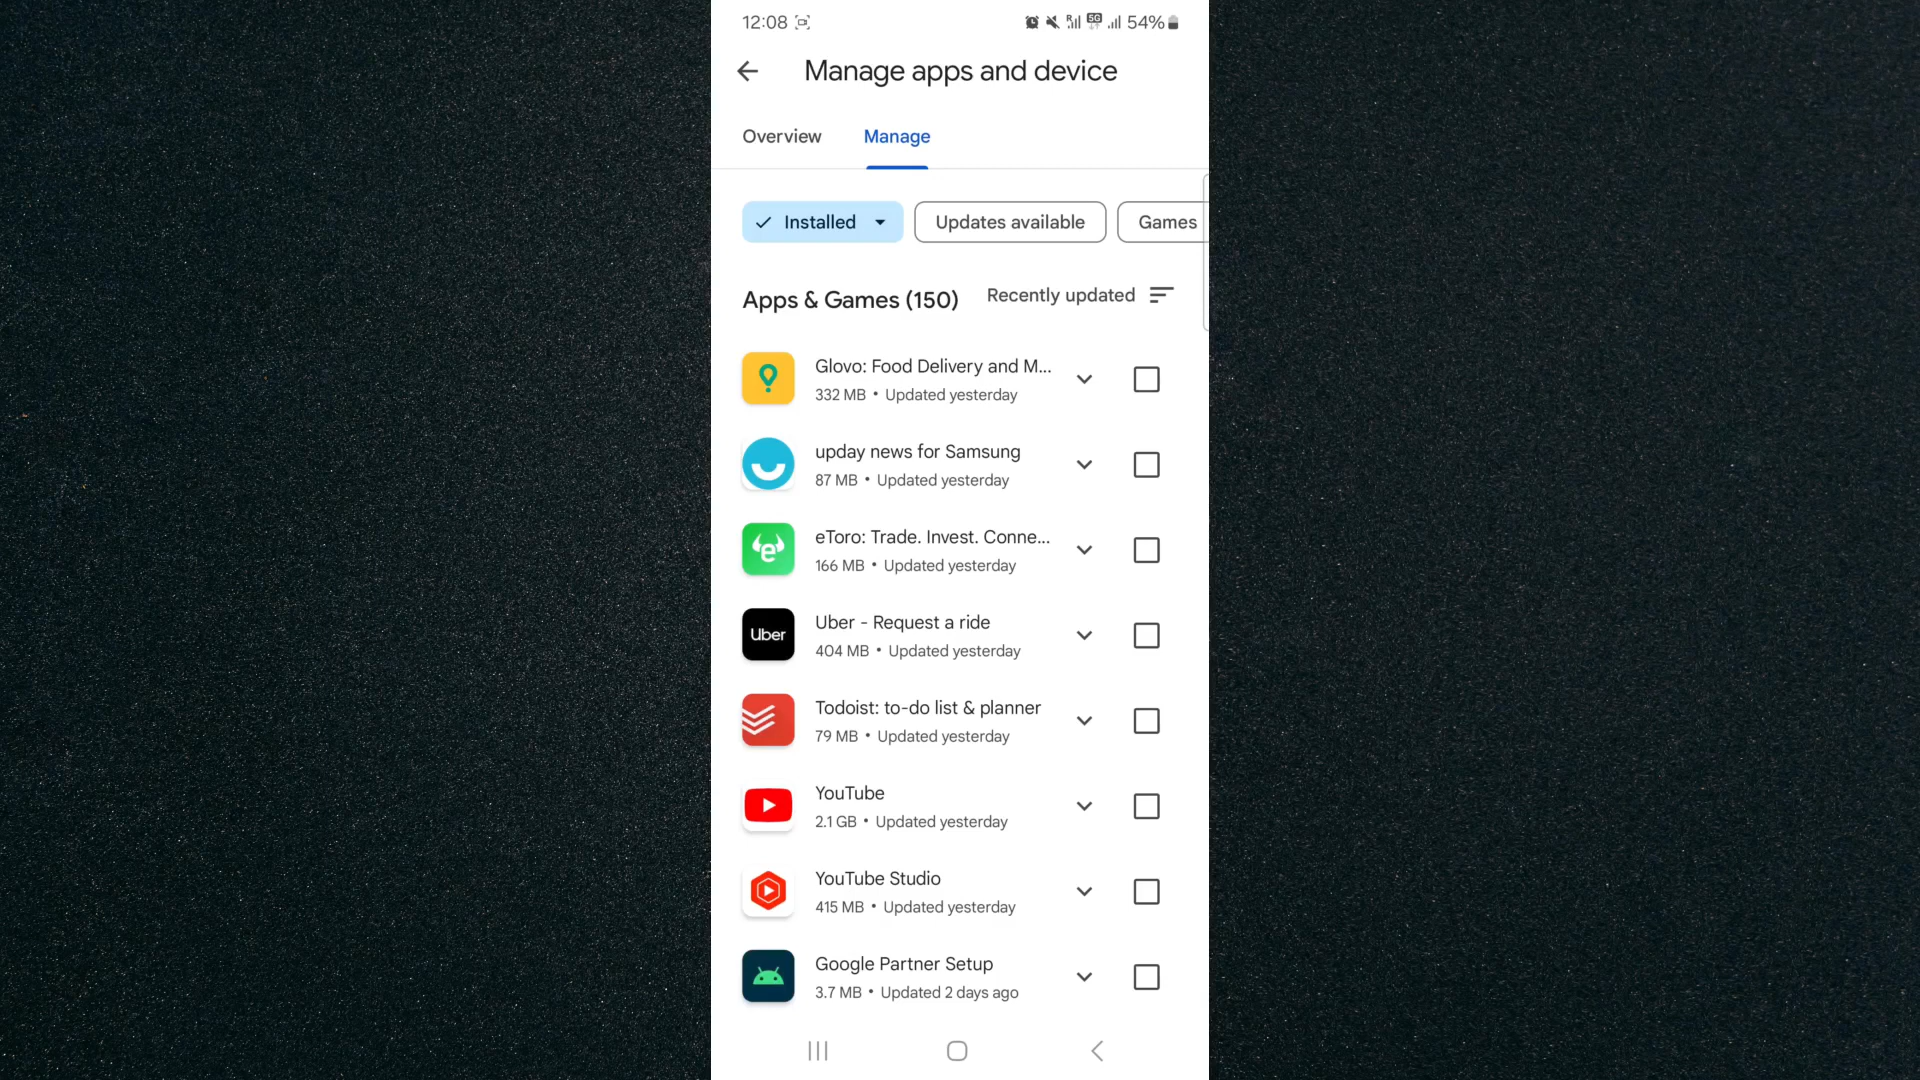 12:08 5G 54%
Manage apps and device
Overview Manage
Installed Updates available Games
Apps & Games (150) Recently updated
Glovo: Food Delivery and M...
332 MB • Updated yesterday
upday news for Samsung
87 MB • Updated yesterday
eToro: Trade. Invest. Conne...
166 MB • Updated yesterday
Uber Uber - Request a ride
404 MB • Updated yesterday
Todoist: to-do list & planner
79 MB • Updated yesterday
YouTube
2.1 GB • Updated yesterday
YouTube Studio
415 MB • Updated yesterday
Google Partner Setup
3.7 MB • Updated 2 days ago